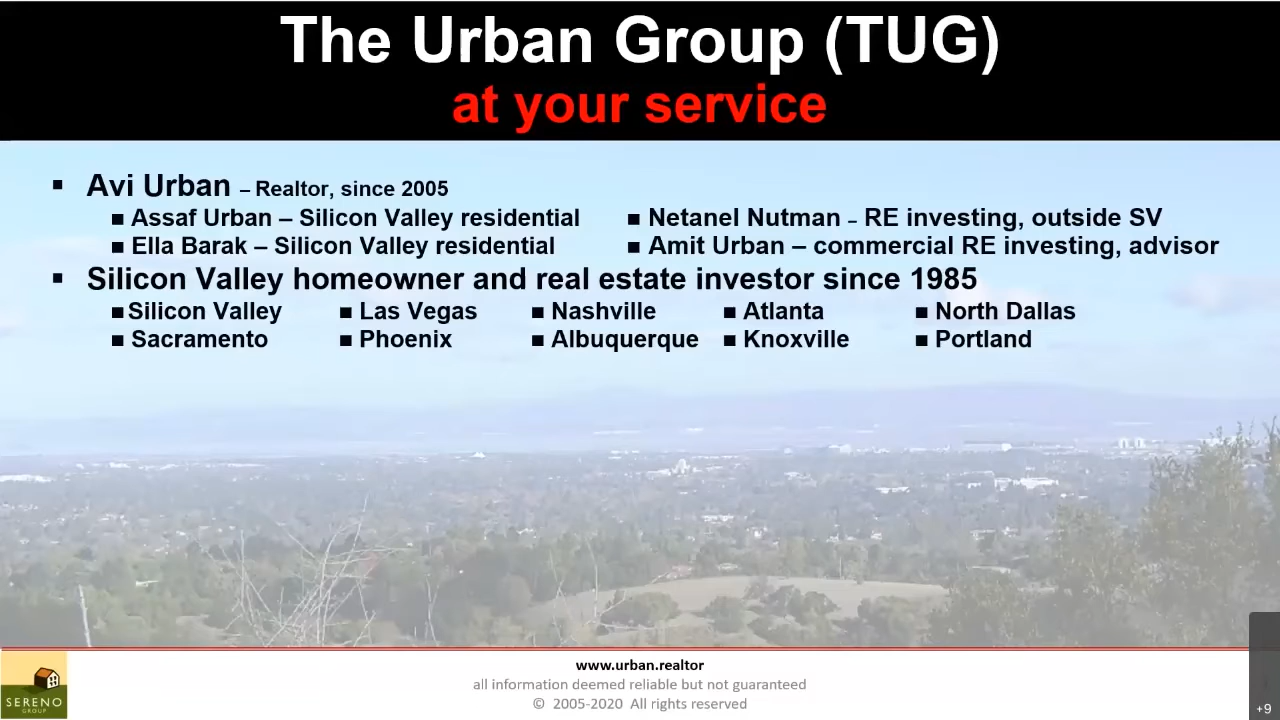 The Urban Group (TUG)
at your service
▪ Avi Urban – Realtor, since 2005
■ Assaf Urban – Silicon Valley residential ■ Netanel Nutman – RE investing, outside SV
■ Ella Barak – Silicon Valley residential ■ Amit Urban – commercial RE investing, advisor
▪ Silicon Valley homeowner and real estate investor since 1985
■ Silicon Valley ■ Las Vegas ■ Nashville ■ Atlanta ■ North Dallas
■ Sacramento ■ Phoenix ■ Albuquerque ■ Knoxville ■ Portland
www.urban.realtor
all information deemed reliable but not guaranteed
© 2005-2020 All rights reserved
SERENO
GROUP
+9